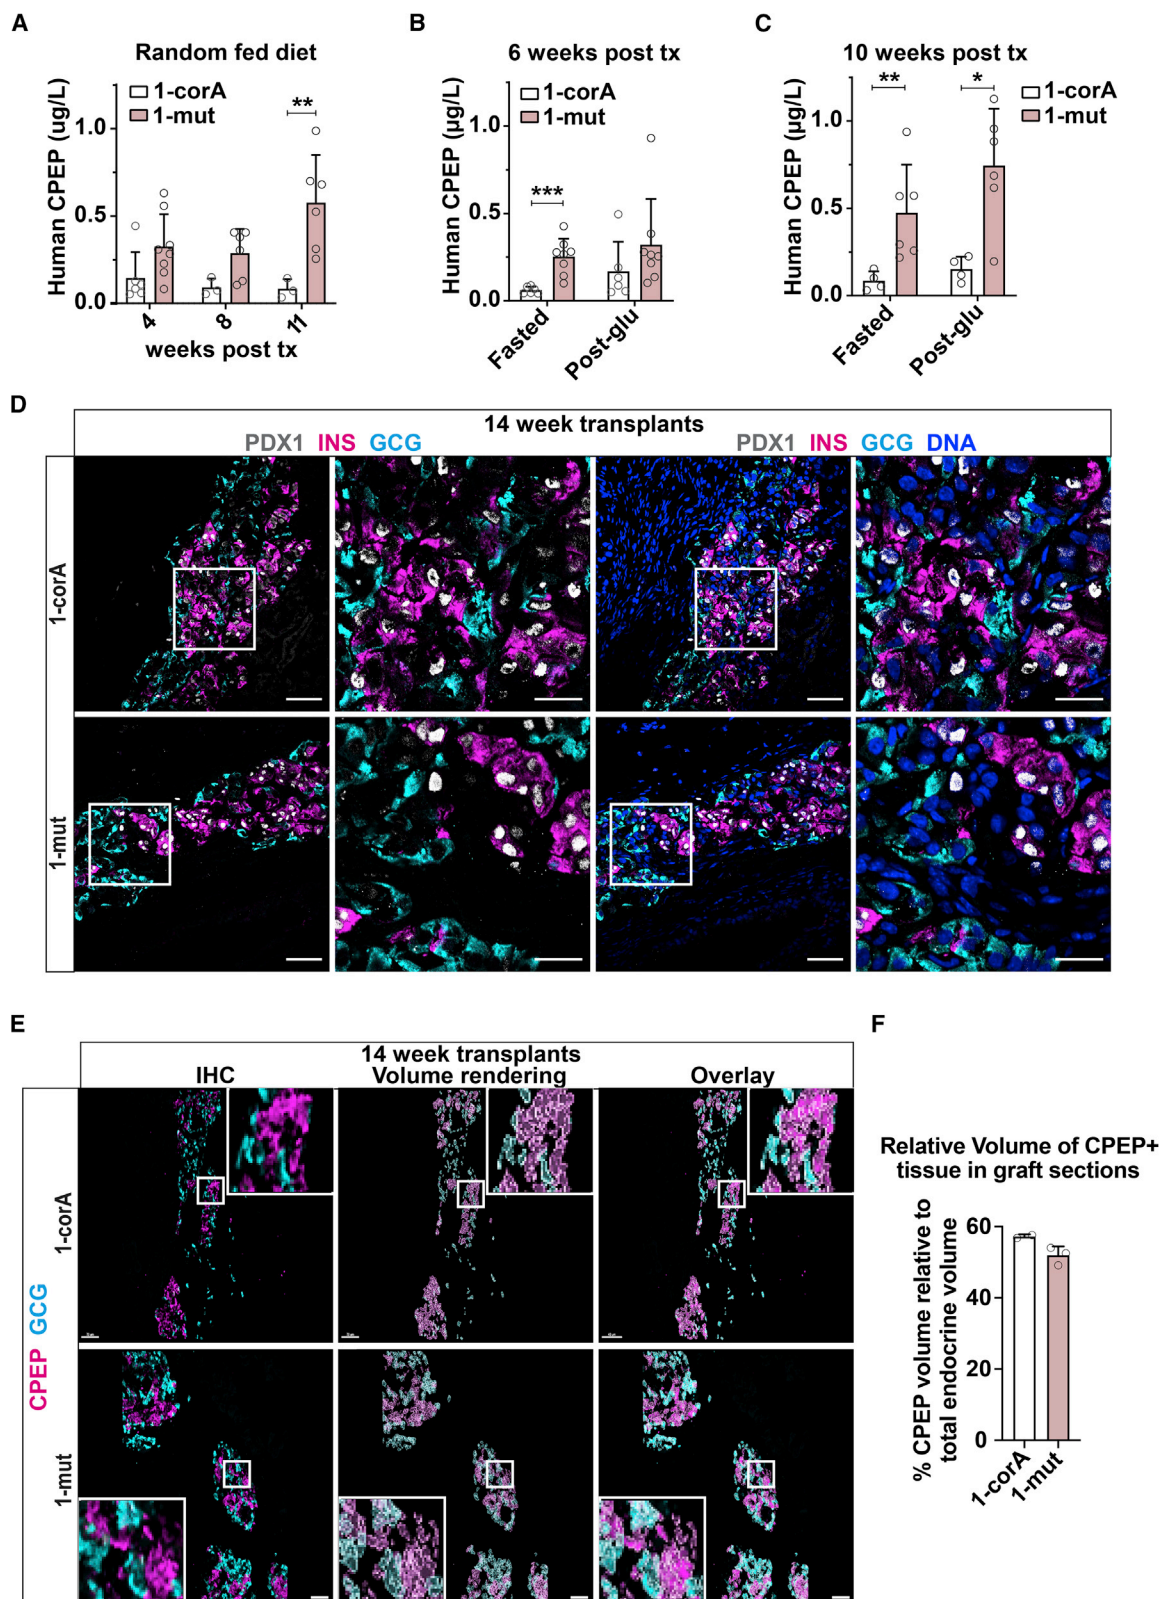 A
Random fed diet
1-corA
1-mut
**
Human CPEP (ug/L)
1.0
0.5
0.0
4 8 11
weeks post tx
B
6 weeks post tx
1-corA
1-mut
***
Human CPEP (µg/L)
1.0
0.5
0.0
Fasted
Post-glu
C
10 weeks post tx
** *
1-corA
1-mut
Human CPEP (µg/L)
1.0
0.5
0.0
Fasted
Post-glu
D
14 week transplants
PDX1 INS GCG
PDX1 INS GCG DNA
1-corA
1-mut
E
14 week transplants
IHC Volume rendering Overlay
CPEP GCG
1-corA
1-mut
F
Relative Volume of CPEP+
tissue in graft sections
% CPEP volume relative to
total endocrine volume
60
40
20
0
1-corA
1-mut